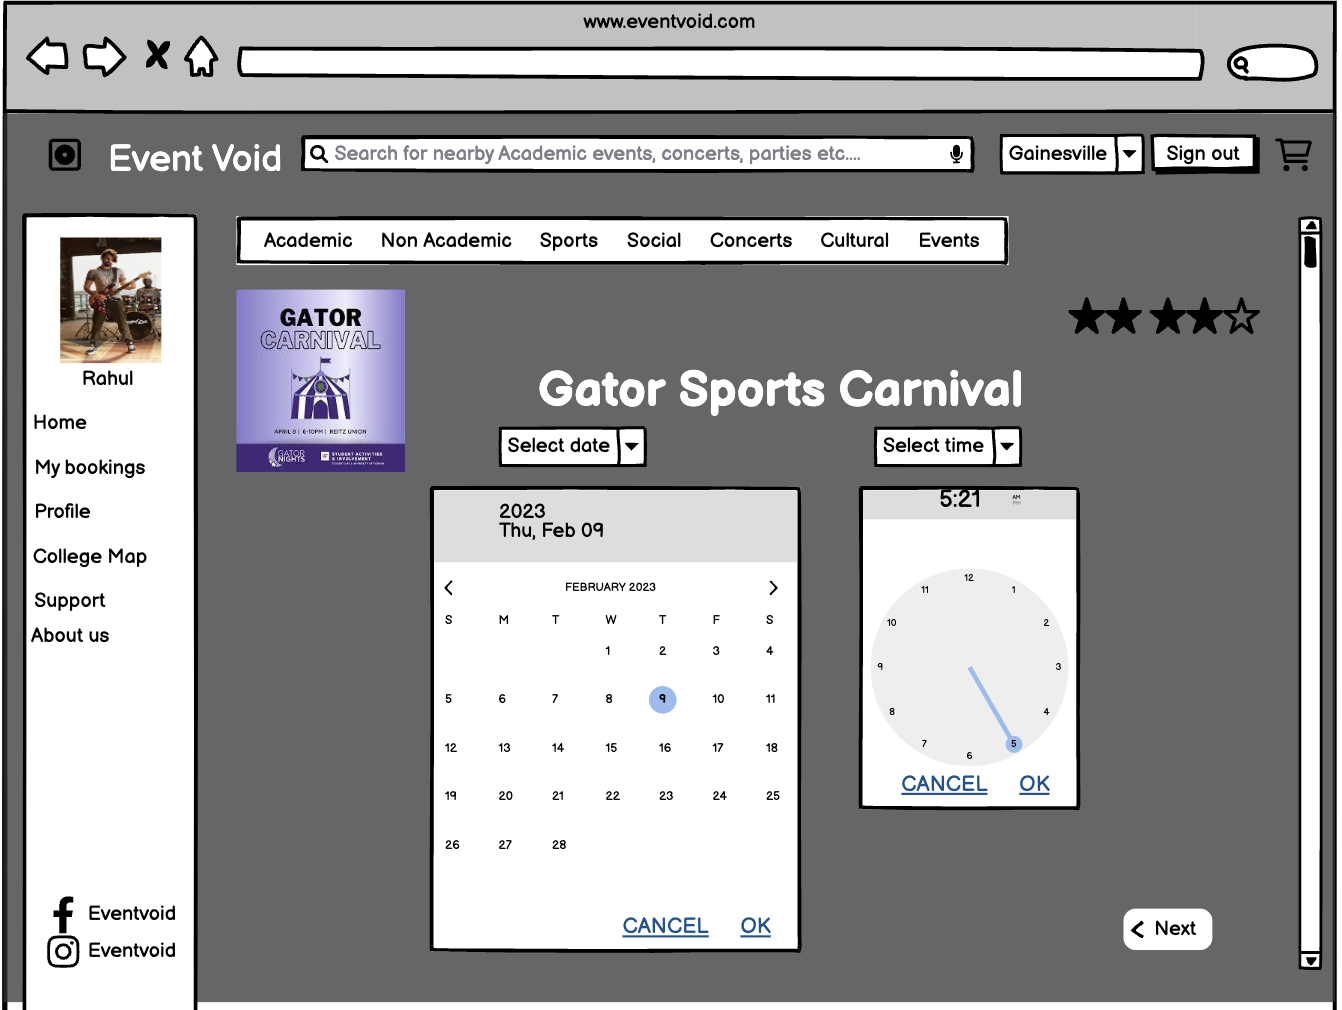 www.eventvoid.com
Event Void
Search for nearby Academic events, concerts, parties etc....
Gainesville
Sign out
Rahul
Home
My bookings
Profile
College Map
Support
About us
Eventvoid
Eventvoid
Academic Non Academic Sports Social Concerts Cultural Events
GATOR
CARNIVAL
APRIL 8 | 6-10PM | REITZ UNION
GATOR
NIGHTS
STUDENT ACTIVITIES
& INVOLVEMENT
Gator Sports Carnival
Select date
Select time
2023
Thu, Feb 09
FEBRUARY 2023
S M T W T F S
1 2 3 4
5 6 7 8 9 10 11
12 13 14 15 16 17 18
19 20 21 22 23 24 25
26 27 28
CANCEL OK
5:21
AM
PM
12
11 1
10 2
9 3
8 4
7 5
6
CANCEL OK
Next